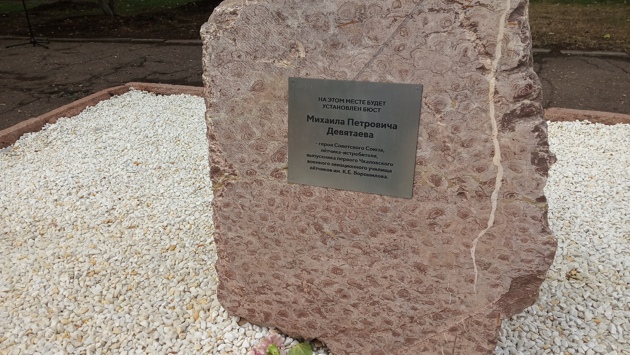 НА ЭТОМ МЕСТЕ БУДЕТ
УСТАНОВЛЕН БЮСТ
Михаила Петровича
Девятаева
героя Советского Союза,
лётчика-истребителя,
выпускника первого Чкаловского
военного авиационного училища
лётчиков им. К.Е. Ворошилова